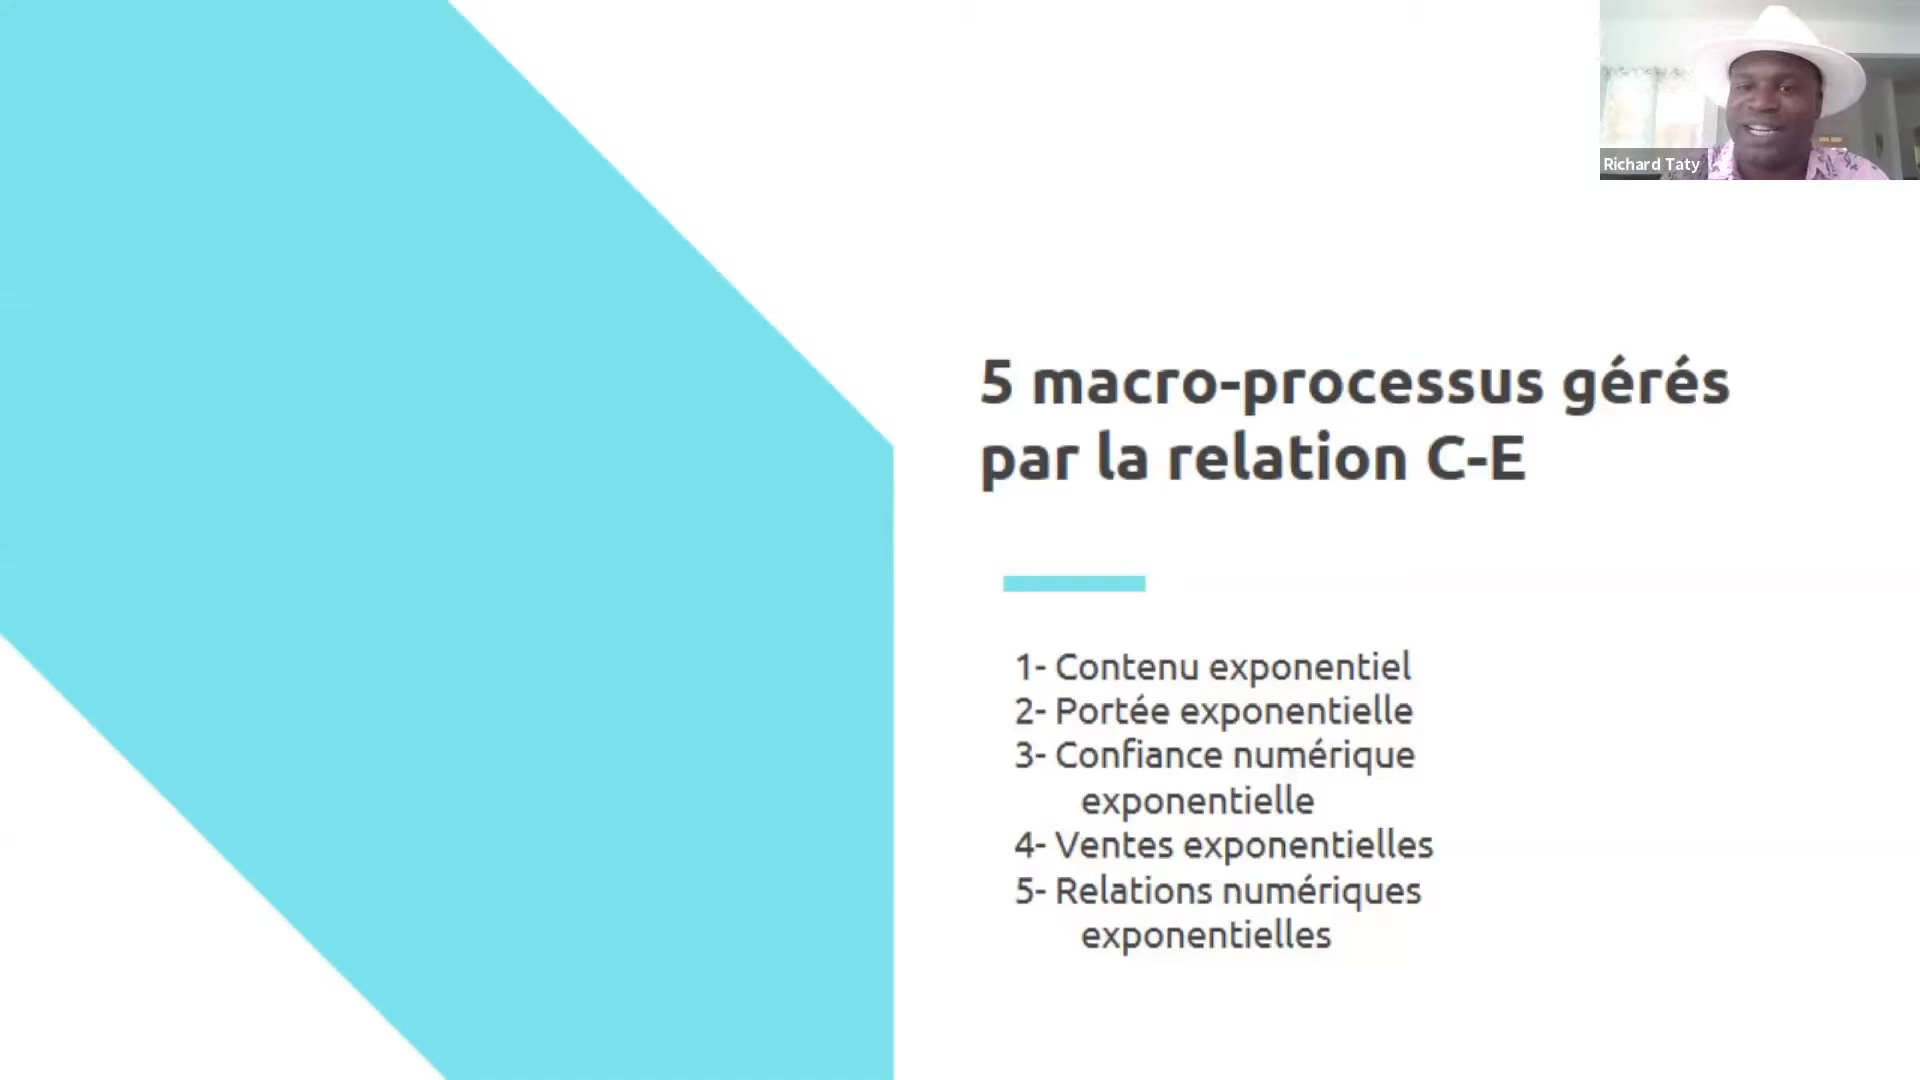 Richard Taty
5 macro-processus gérés
par la relation C-E
1- Contenu exponentiel
2- Portée exponentielle
3- Confiance numérique
exponentielle
4- Ventes exponentielles
5- Relations numériques
exponentielles